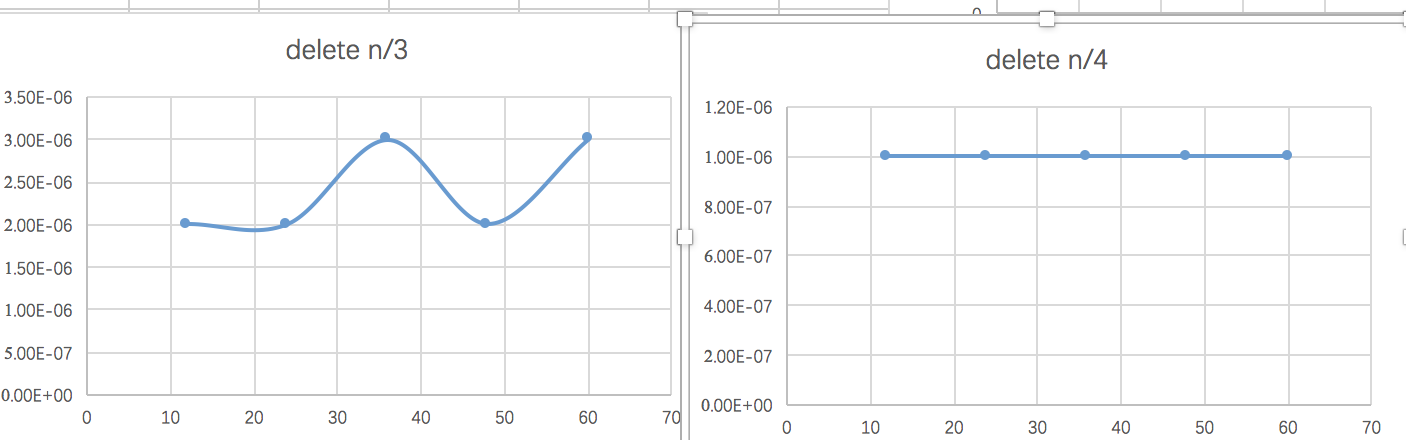 delete n/3
3.50E-06
3.00E-06
2.50E-06
2.00E-06
1.50E-06
1.00E-06
5.00E-07
0.00E+00
0 10 20 30 40 50 60 70
delete n/4
1.20E-06
1.00E-06
8.00E-07
6.00E-07
4.00E-07
2.00E-07
0.00E+00
0 10 20 30 40 50 60 70